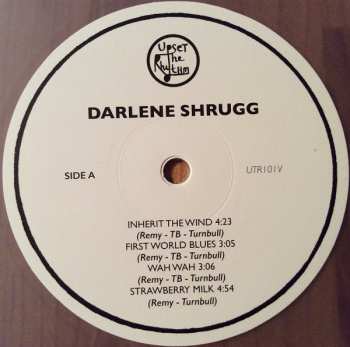 UPSET
The
RhyThm
DARLENE SHRUGG
SIDE A
UTR101V
INHERIT THE WIND 4:23
(Remy - TB - Turnbull)
FIRST WORLD BLUES 3:05
(Remy - TB - Turnbull)
WAH WAH 3:06
(Remy - TB - Turnbull)
STRAWBERRY MILK 4:54
(Remy - Turnbull)